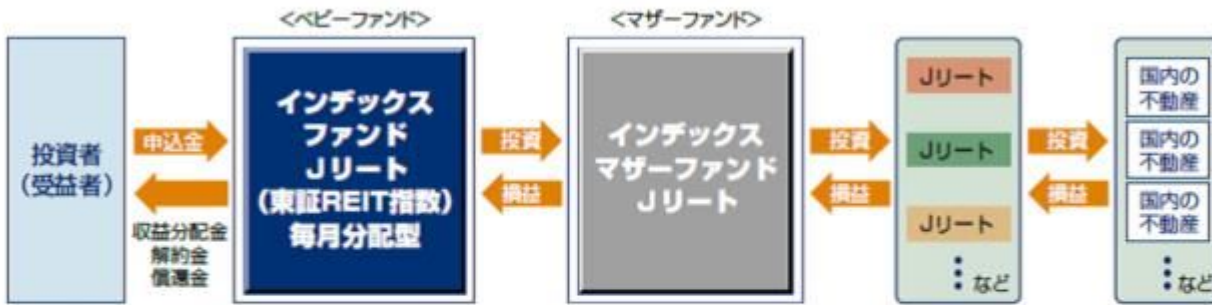 <ベビーファンド>
<マザーファンド>
投資者
(受益者)
申込金
収益分配金
解約金
償還金
インデックス
ファンド
Jリート
(東証REIT指数)
毎月分配型
投資
損益
インデックス
マザーファンド
Jリート
投資
損益
Jリート
Jリート
Jリート
など
投資
損益
国内の
不動産
国内の
不動産
国内の
不動産
など